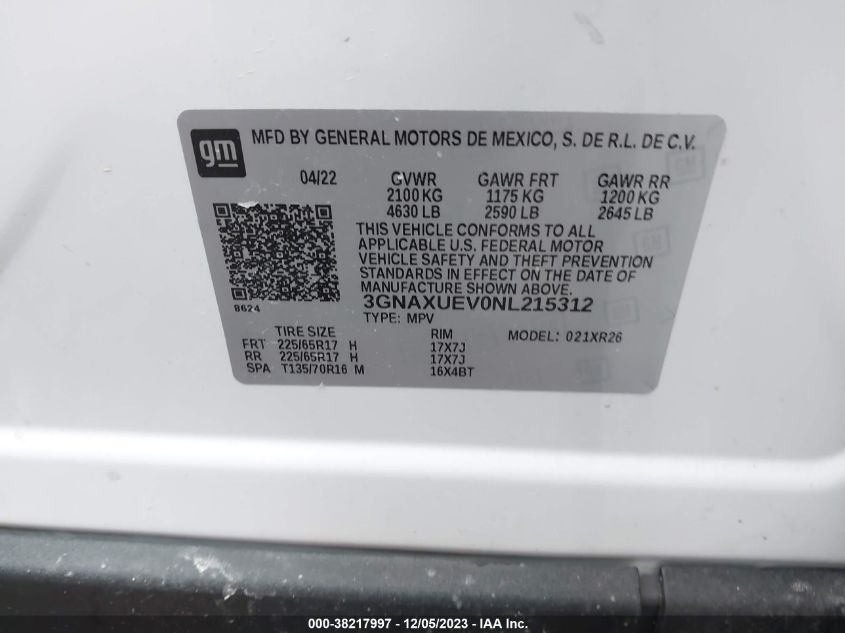 gm
MFD BY GENERAL MOTORS DE MEXICO, S. DE R.L. DE C.V.
04/22 GVWR GAWR FRT GAWR RR
2100 KG 1175 KG 1200 KG
4630 LB 2590 LB 2645 LB
THIS VEHICLE CONFORMS TO ALL
APPLICABLE U.S. FEDERAL MOTOR
VEHICLE SAFETY AND THEFT PREVENTION
STANDARDS IN EFFECT ON THE DATE OF
MANUFACTURE SHOWN ABOVE.
8624
3GNAXUEV0NL215312
TYPE: MPV
TIRE SIZE RIM MODEL: 021XR26
FRT 225/65R17 H 17X7J
RR 225/65R17 H 17X7J
SPA T135/70R16 M 16X4BT
000-38217997 - 12/05/2023 - IAA Inc.